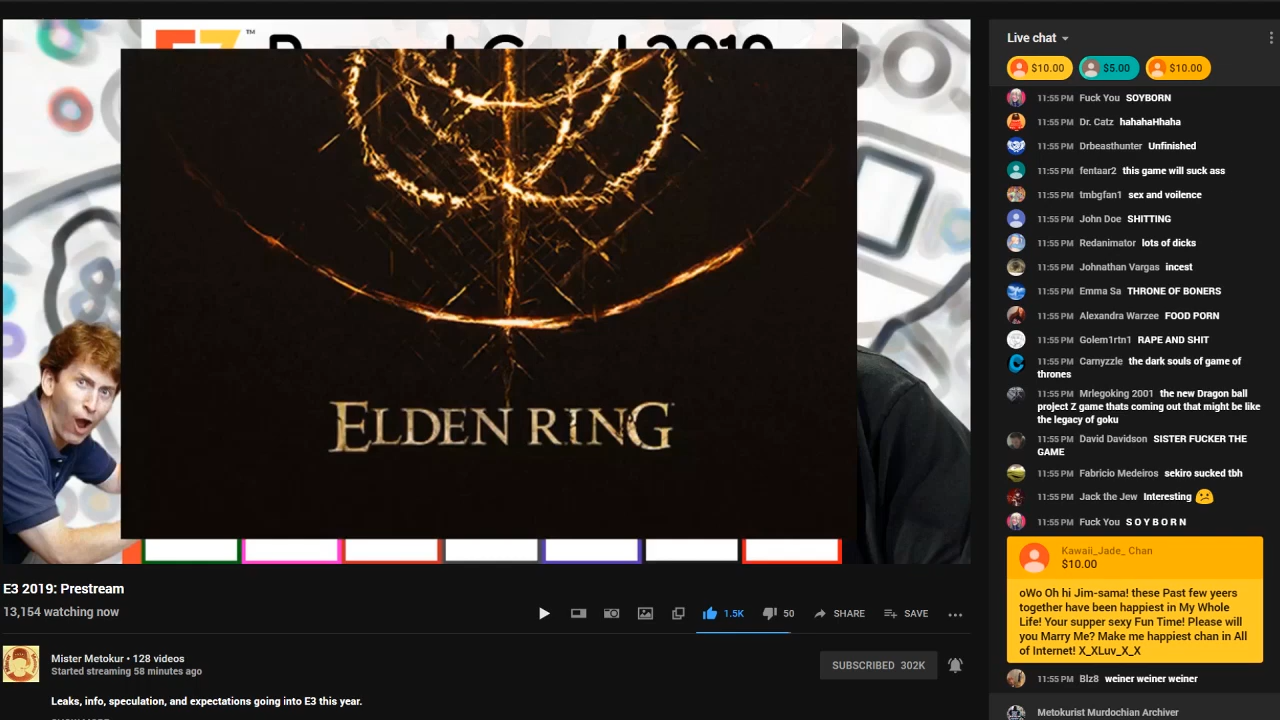 E3 ™ Record Card 2019
ELDEN RING
E3 2019: Prestream
13,154 watching now
1.5K
50
SHARE
SAVE
Mister Metokur • 128 videos
Started streaming 58 minutes ago
SUBSCRIBED 302K
Leaks, info, speculation, and expectations going into E3 this year.
Live chat
$10.00 $5.00 $10.00
11:55 PM Fuck You SOYBORN
11:55 PM Dr. Catz hahahaHhaha
11:55 PM Drbeasthunter Unfinished
11:55 PM fentaar2 this game will suck ass
11:55 PM tmbgfan1 sex and voilence
11:55 PM John Doe SHITTING
11:55 PM Redanimator lots of dicks
11:55 PM Johnathan Vargas incest
11:55 PM Emma Sa THRONE OF BONERS
11:55 PM Alexandra Warzee FOOD PORN
11:55 PM Golem1rtn1 RAPE AND SHIT
11:55 PM Carnyzzle the dark souls of game of
thrones
11:55 PM Mrlegoking 2001 the new Dragon ball
project Z game thats coming out that might be like
the legacy of goku
11:55 PM David Davidson SISTER FUCKER THE
GAME
11:55 PM Fabricio Medeiros sekiro sucked tbh
11:55 PM Jack the Jew Interesting
11:55 PM Fuck You S O Y B O R N
Kawaii_Jade_ Chan
$10.00
oWo Oh hi Jim-sama! these Past few yeers
together have been happiest in My Whole
Life! Your supper sexy Fun Time! Please will
you Marry Me? Make me happiest chan in All
of Internet! X_XLuv_X_X
11:55 PM Blz8 weiner weiner weiner
Metokurist Murdochian Archiver